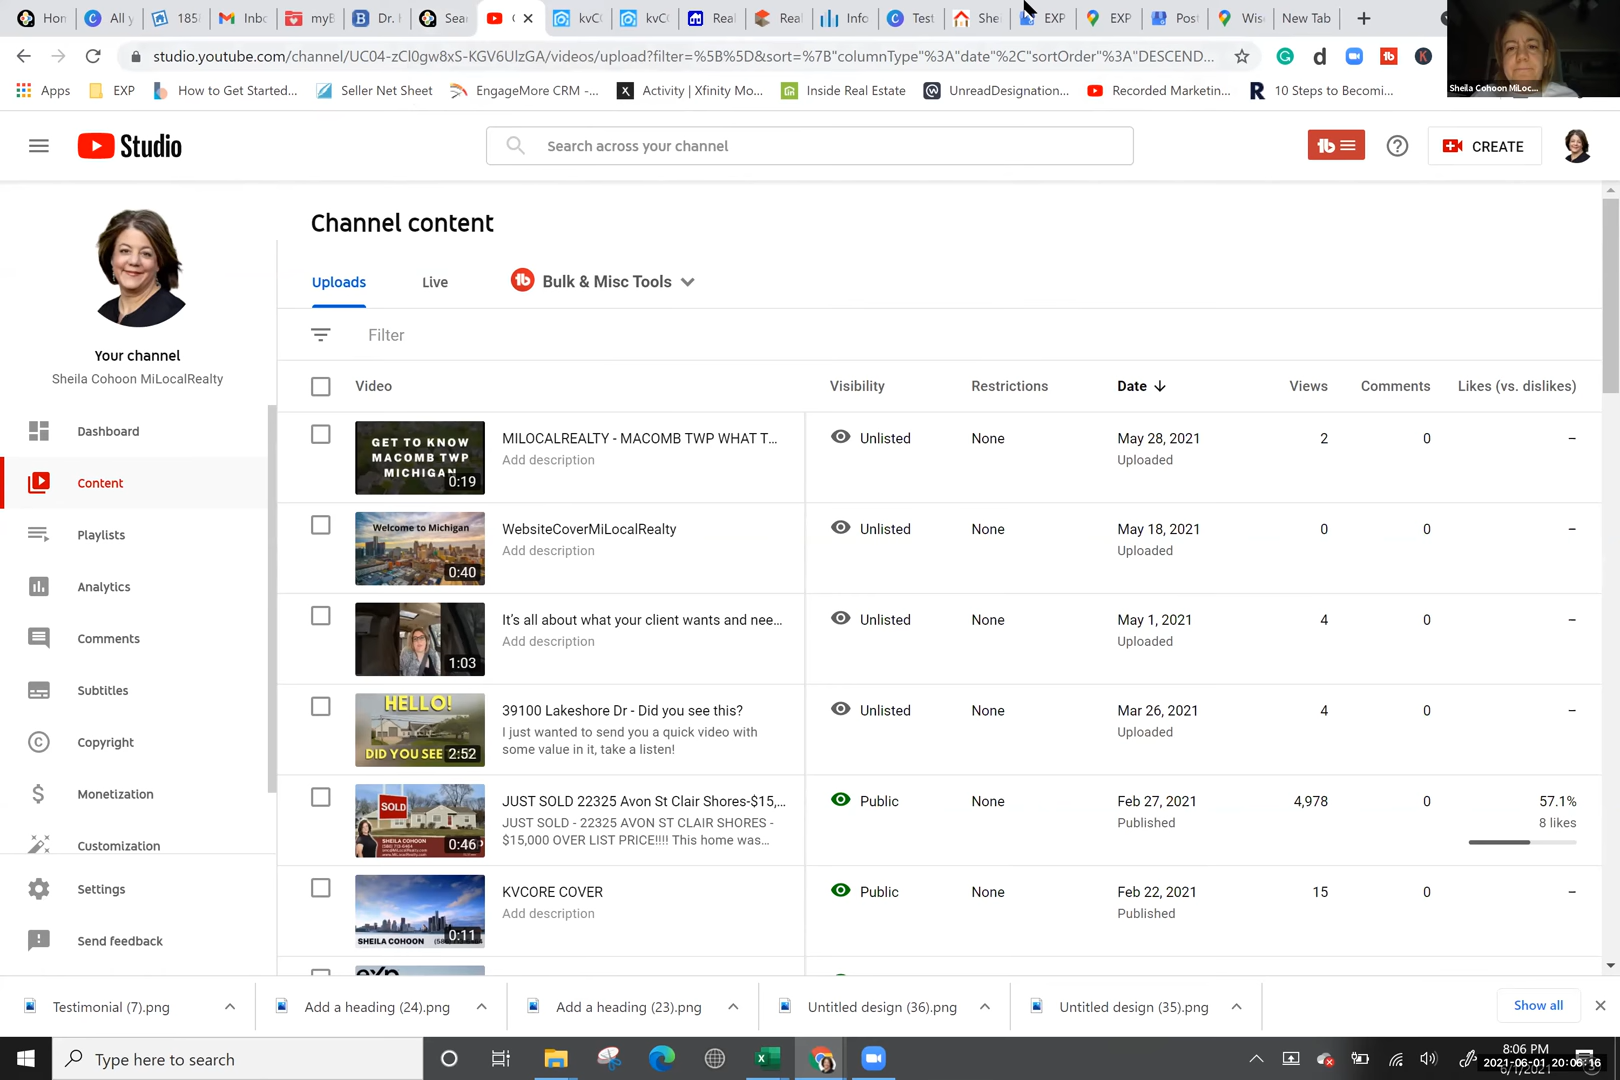 Hon
All y
185
Inbo
myB
Dr.
Sea
kvC
kvC
Real
Rea
Info
Test
She
EXP
EXP
Post
Wis
New Tab
studio.youtube.com/channel/UC04-zCl0gw8xS-KGV6UlzGA/videos/upload?filter=%5B%5D&sort=%7B"columnType"%3A"date"%2C"sortOrder"%3A"DESCEND...
Apps
EXP
How to Get Started...
Seller Net Sheet
EngageMore CRM -...
Activity | Xfinity Mo...
Inside Real Estate
UnreadDesignation...
Recorded Marketin...
10 Steps to Becomi...
Sheila Cohoon MiLoc...
Studio
Search across your channel
CREATE
Channel content
Uploads
Live
Bulk & Misc Tools
Filter
Your channel
Sheila Cohoon MiLocalRealty
Dashboard
Content
Playlists
Analytics
Comments
Subtitles
Copyright
Monetization
Customization
Settings
Send feedback
Video Visibility Restrictions Date Views Comments Likes (vs. dislikes)
GET TO KNOW
MACOMB TWP
MICHIGAN
0:19
MILOCALREALTY - MACOMB TWP WHAT T...
Add description
Unlisted None May 28, 2021 2 0 –
Uploaded
Welcome to Michigan
0:40
WebsiteCoverMiLocalRealty
Add description
Unlisted None May 18, 2021 0 0 –
Uploaded
1:03
It's all about what your client wants and nee...
Add description
Unlisted None May 1, 2021 4 0 –
Uploaded
HELLO!
DID YOU SEE
2:52
39100 Lakeshore Dr - Did you see this?
I just wanted to send you a quick video with
some value in it, take a listen!
Unlisted None Mar 26, 2021 4 0 –
Uploaded
SOLD
SHEILA COHOON
0:46
JUST SOLD 22325 Avon St Clair Shores-$15,...
JUST SOLD - 22325 AVON ST CLAIR SHORES -
$15,000 OVER LIST PRICE!!!! This home was...
Public None Feb 27, 2021 4,978 0 57.1%
Published 8 likes
SHEILA COHOON
0:11
KVCORE COVER
Add description
Public None Feb 22, 2021 15 0 –
Published
exp
Testimonial (7).png
Add a heading (24).png
Add a heading (23).png
Untitled design (36).png
Untitled design (35).png
Show all
Type here to search
8:06 PM
2021-06-01 20:06:16